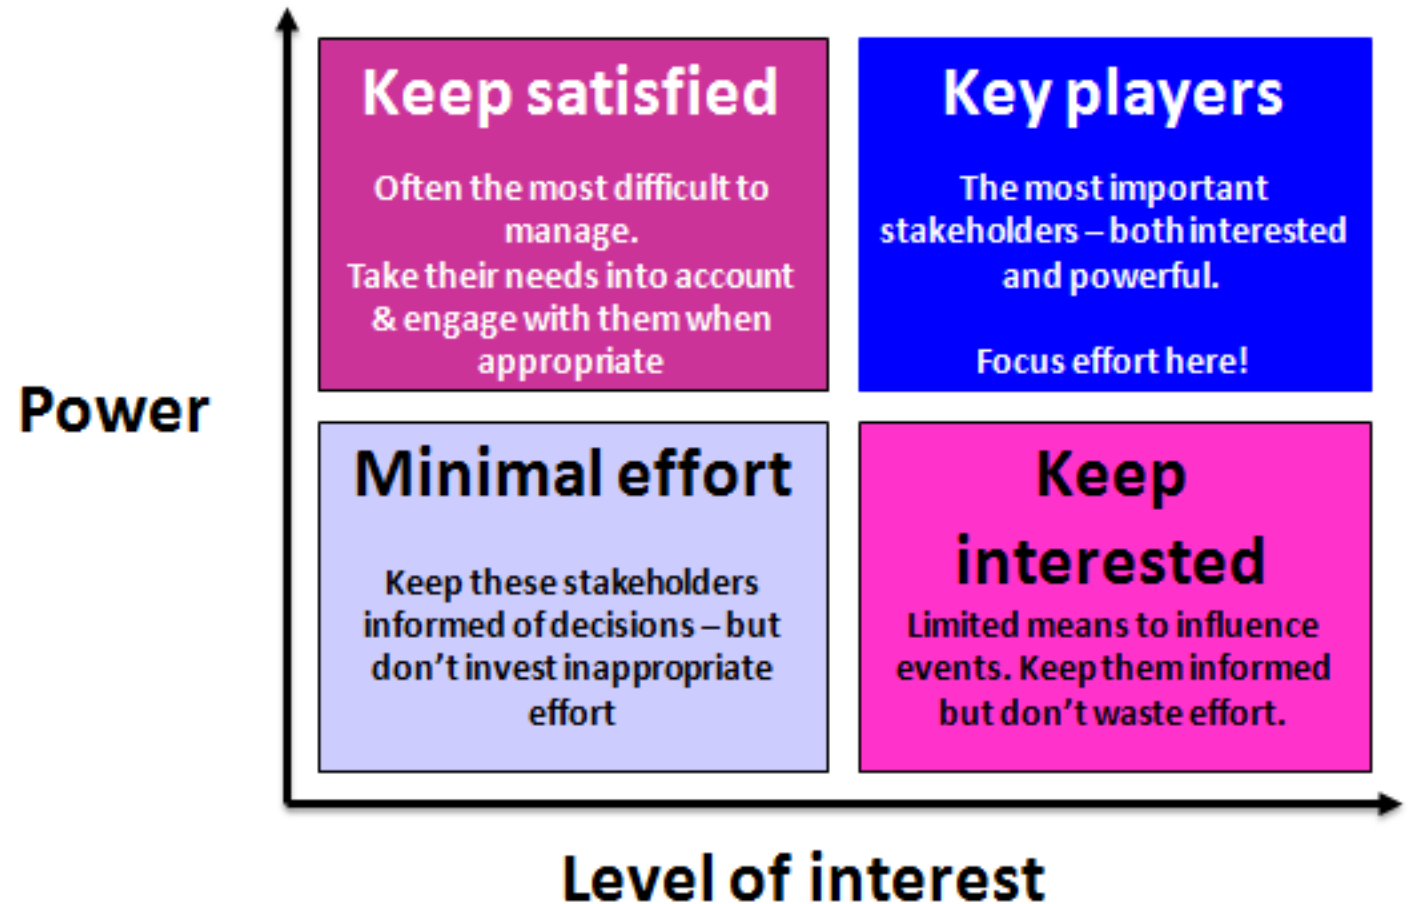 Keep satisfied
Often the most difficult to
manage.
Take their needs into account
& engage with them when
appropriate
Key players
The most important
stakeholders – both interested
and powerful.
Focus effort here!
Power
Minimal effort
Keep these stakeholders
informed of decisions – but
don’t invest inappropriate
effort
Keep
interested
Limited means to influence
events. Keep them informed
but don’t waste effort.
Level of interest